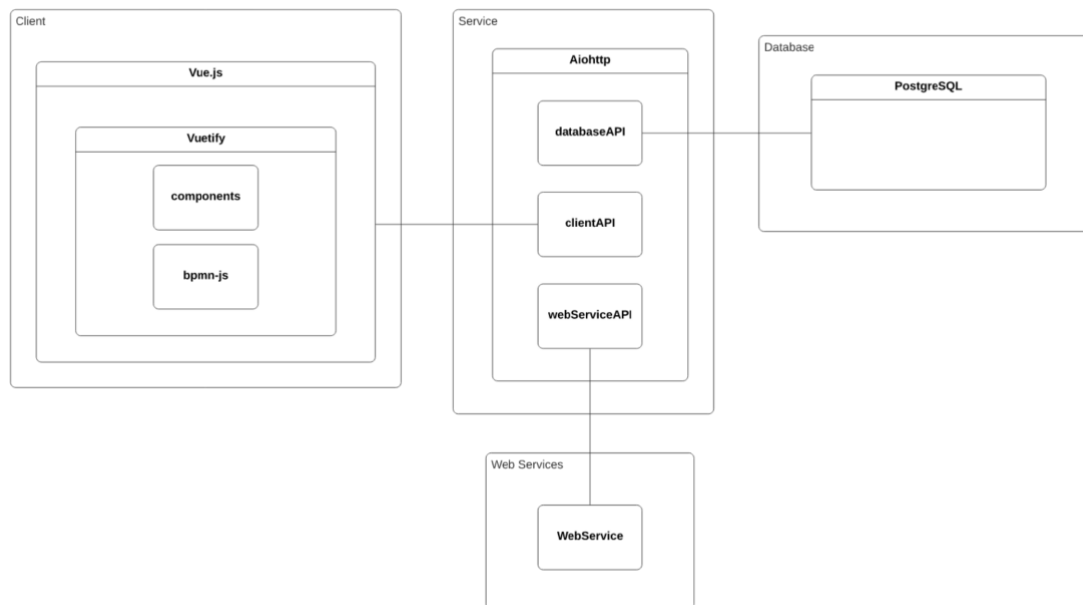 Client
Vue.js
Vuetify
components
bpmn-js
Service
Aiohttp
databaseAPI
clientAPI
webServiceAPI
Database
PostgreSQL
Web Services
WebService